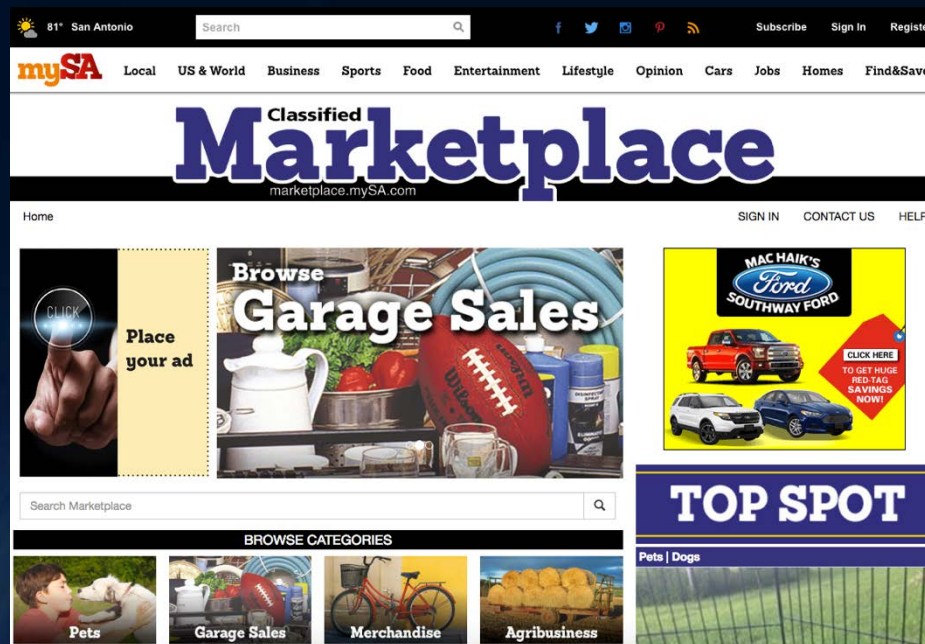 81° San Antonio
Search
Subscribe Sign In Registe
mySA
Local US & World Business Sports Food Entertainment Lifestyle Opinion Cars Jobs Homes Find&Save
Classified
Marketplace
marketplace.mySA.com
Home
SIGN IN CONTACT US HELP
CLICK
Place
your ad
Browse
Garage Sales
Wilson
MAC HAIK'S
Ford
SOUTHWAY FORD
CLICK HERE
TO GET HUGE
RED-TAG
SAVINGS
NOW!
Search Marketplace
TOP SPOT
BROWSE CATEGORIES
Pets | Dogs
Pets
Garage Sales
Merchandise
Agribusiness